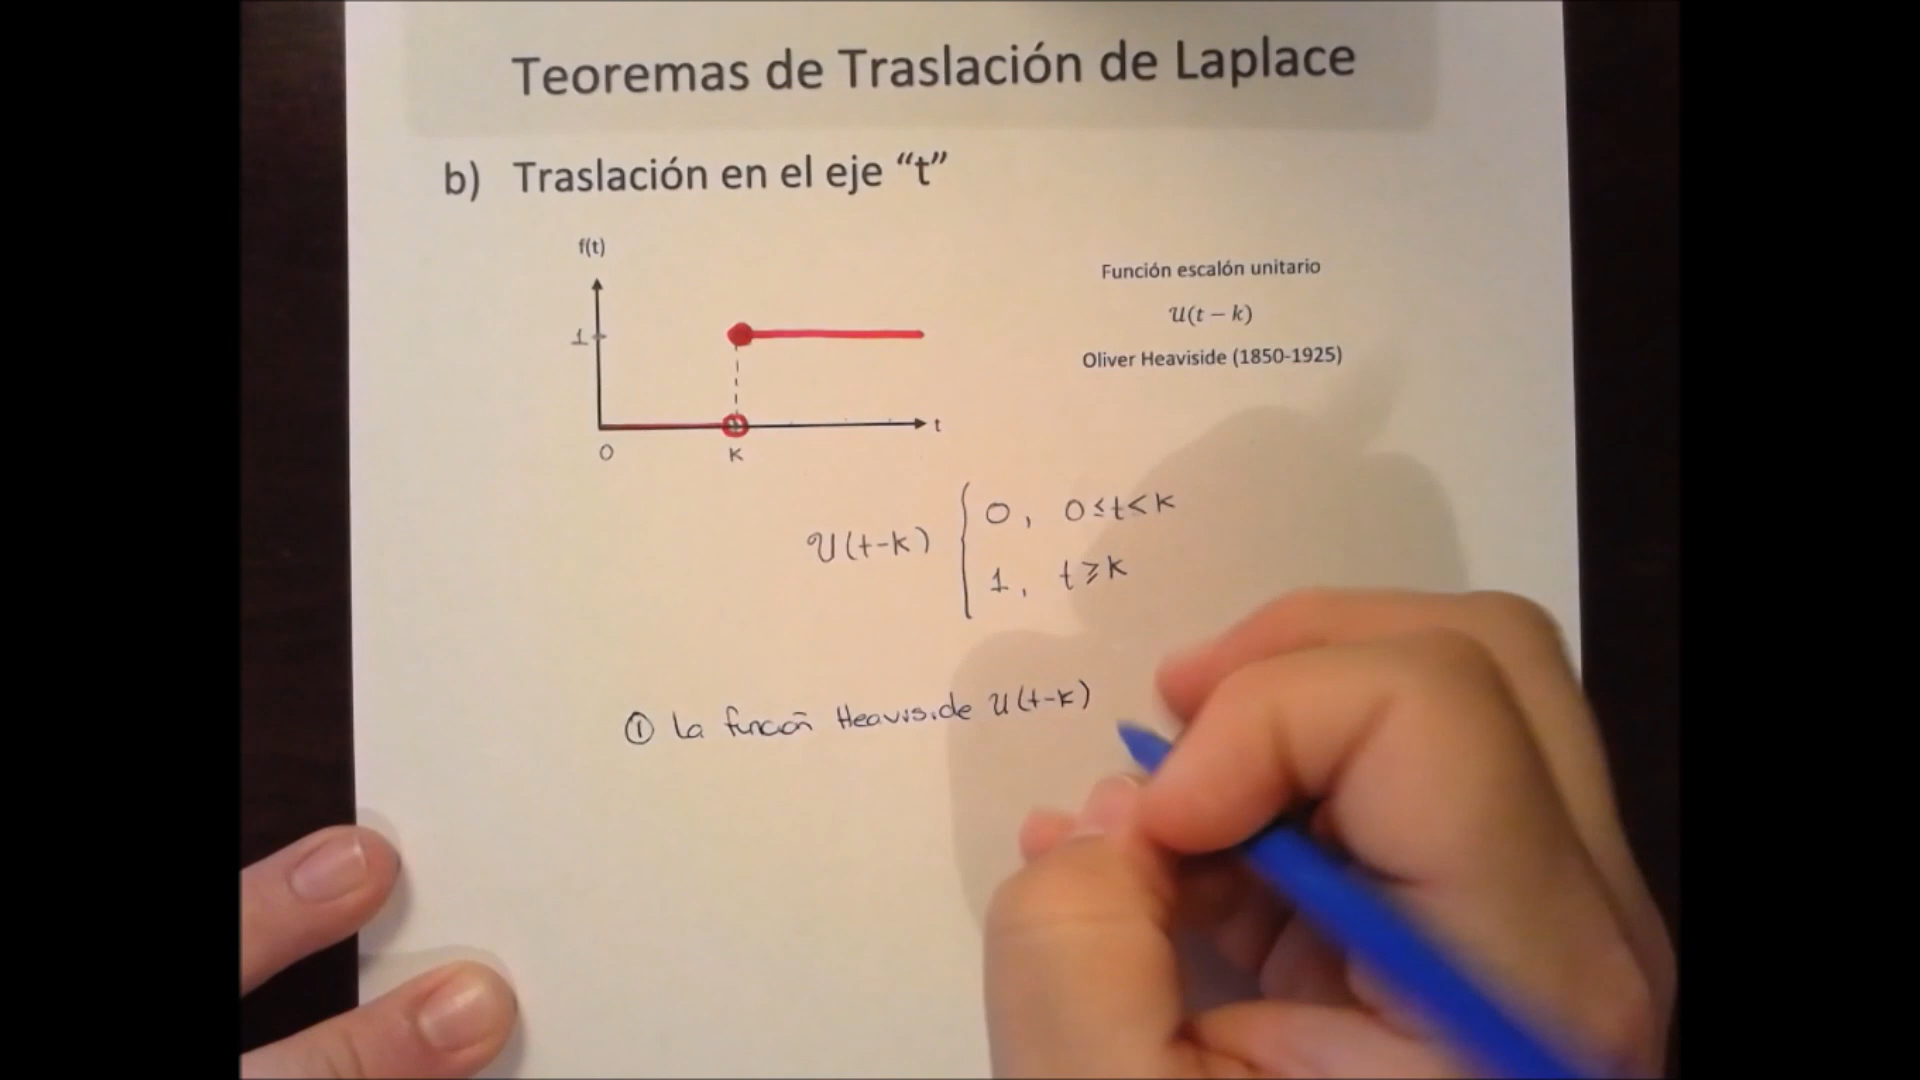 Teoremas de Traslación de Laplace
b) Traslación en el eje “t”
f(t)
1
0
K
t
Función escalón unitario
𝒰(t − k)
Oliver Heaviside (1850-1925)
𝒰(t-k) { 0, 0≤t<k
1, t≥k
① La función Heaviside 𝒰(t-k)